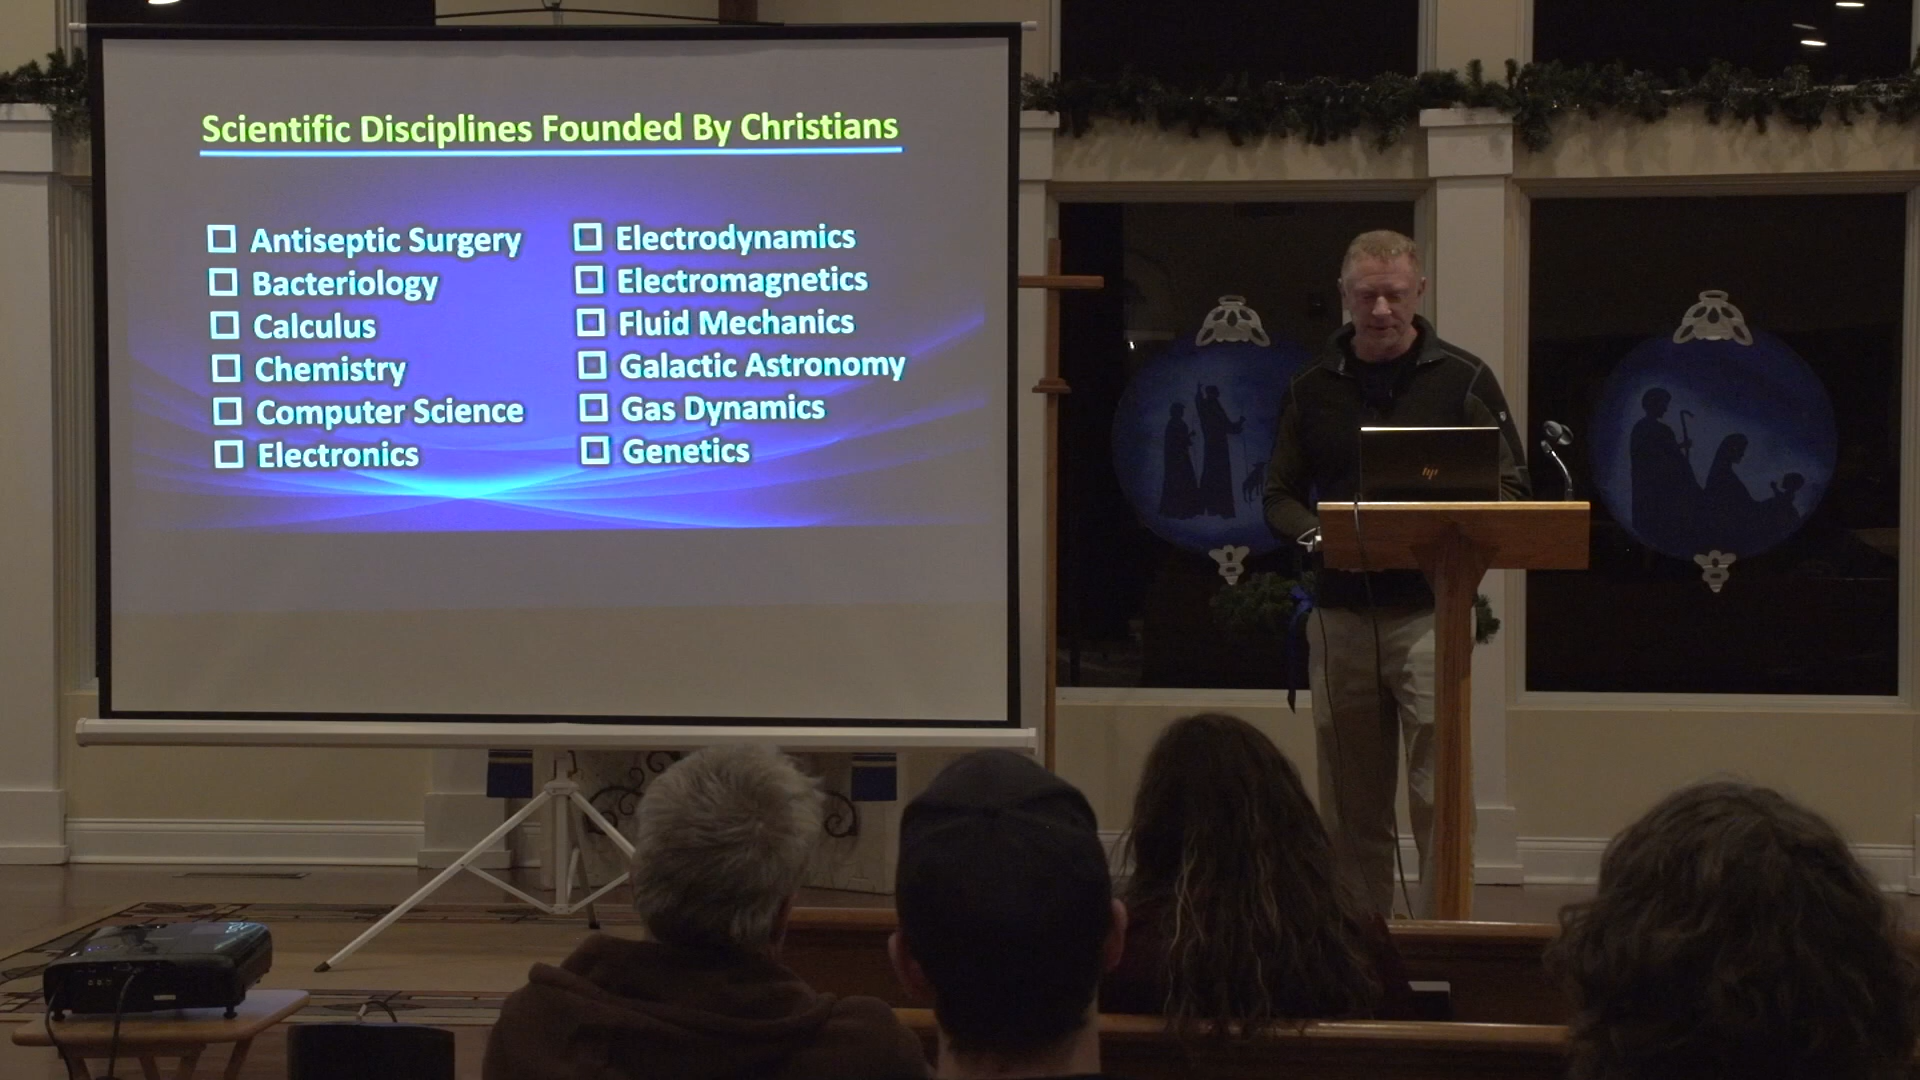 Scientific Disciplines Founded By Christians
Antiseptic Surgery
Bacteriology
Calculus
Chemistry
Computer Science
Electronics
Electrodynamics
Electromagnetics
Fluid Mechanics
Galactic Astronomy
Gas Dynamics
Genetics
hp